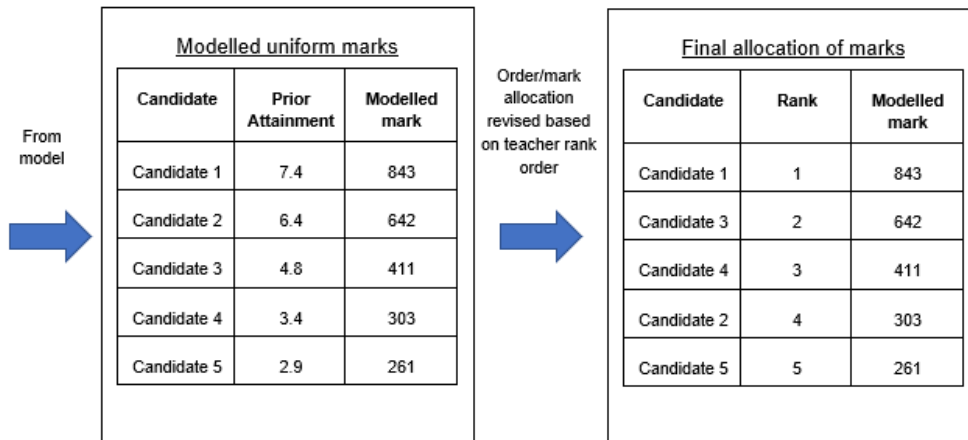 From
model
Modelled uniform marks
Candidate Prior Attainment Modelled mark
Candidate 1 7.4 843
Candidate 2 6.4 642
Candidate 3 4.8 411
Candidate 4 3.4 303
Candidate 5 2.9 261
Order/mark
allocation
revised based
on teacher rank
order
Final allocation of marks
Candidate Rank Modelled mark
Candidate 1 1 843
Candidate 3 2 642
Candidate 4 3 411
Candidate 2 4 303
Candidate 5 5 261